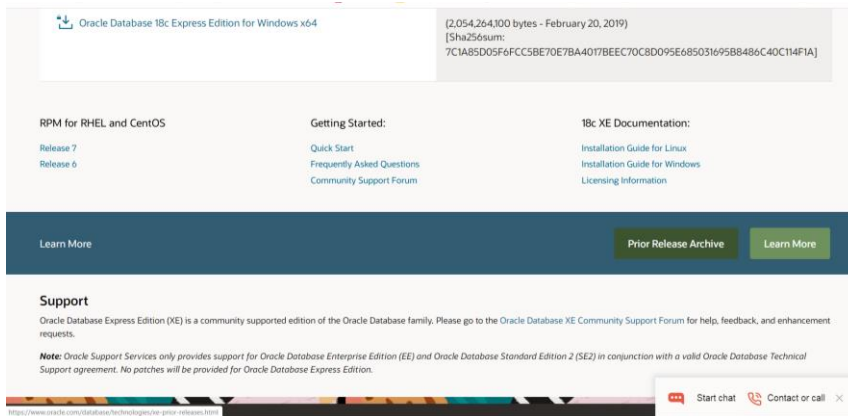 Oracle Database 18c Express Edition for Windows x64
(2,054,264,100 bytes - February 20, 2019)
[Sha256sum:
7C1A85D05F6FCC5BE70E7BA4017BEEC70C8D095E685031695B8486C40C114F1A]
RPM for RHEL and CentOS
Release 7
Release 6
Getting Started:
Quick Start
Frequently Asked Questions
Community Support Forum
18c XE Documentation:
Installation Guide for Linux
Installation Guide for Windows
Licensing Information
Learn More
Prior Release Archive
Learn More
Support
Oracle Database Express Edition (XE) is a community supported edition of the Oracle Database family. Please go to the Oracle Database XE Community Support Forum for help, feedback, and enhancement
requests.
Note: Oracle Support Services only provides support for Oracle Database Enterprise Edition (EE) and Oracle Database Standard Edition 2 (SE2) in conjunction with a valid Oracle Database Technical
Support agreement. No patches will be provided for Oracle Database Express Edition.
Start chat
Contact or call
https://www.oracle.com/database/technologies/xe-prior-releases.html